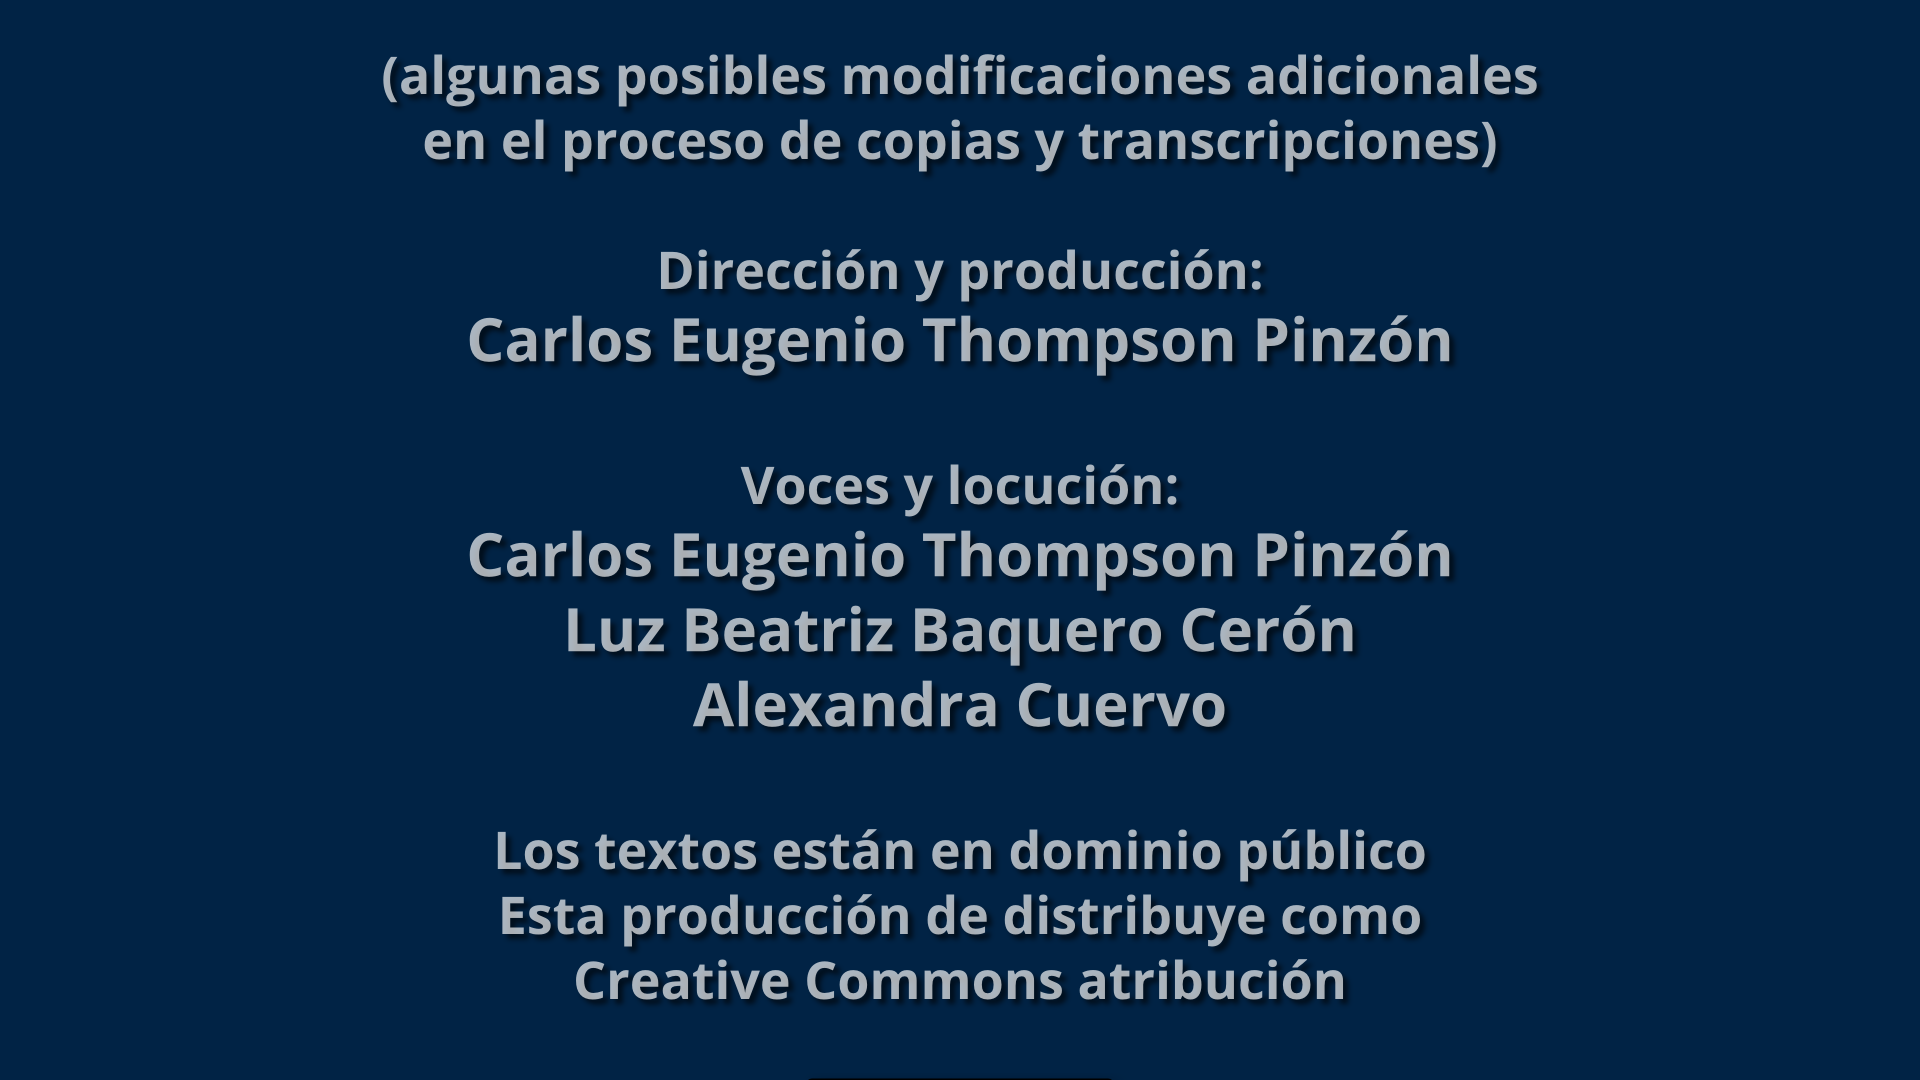 (algunas posibles modificaciones adicionales
en el proceso de copias y transcripciones)
Dirección y producción:
Carlos Eugenio Thompson Pinzón
Voces y locución:
Carlos Eugenio Thompson Pinzón
Luz Beatriz Baquero Cerón
Alexandra Cuervo
Los textos están en dominio público
Esta producción de distribuye como
Creative Commons atribución